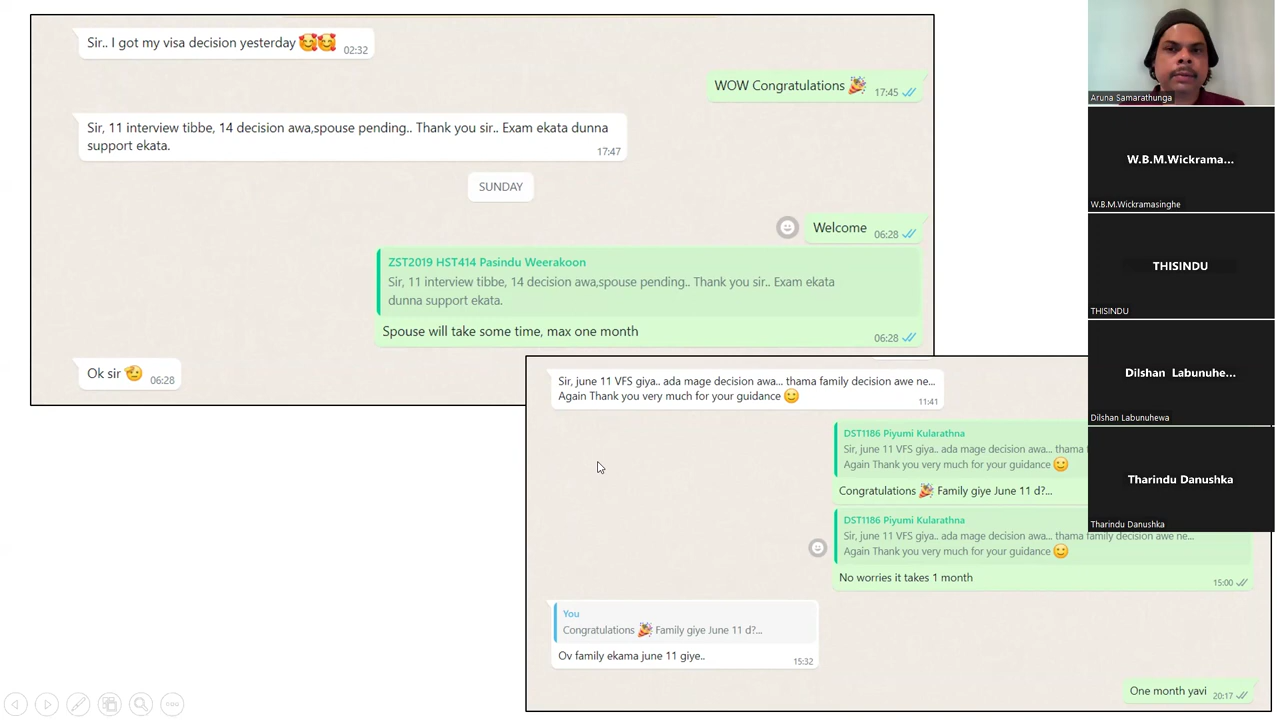 Sir.. I got my visa decision yesterday 🥰🥰
02:32
WOW Congratulations 🎉
17:45
Sir, 11 interview tibbe, 14 decision awa,spouse pending.. Thank you sir.. Exam ekata dunna
support ekata.
17:47
SUNDAY
Welcome
06:28
ZST2019 HST414 Pasindu Weerakoon
Sir, 11 interview tibbe, 14 decision awa,spouse pending.. Thank you sir.. Exam ekata
dunna support ekata.
Spouse will take some time, max one month
06:28
Ok sir 🫡
06:28
Sir, june 11 VFS giya.. ada mage decision awa... thama family decision awe ne...
Again Thank you very much for your guidance 😊
11:41
DST1186 Piyumi Kularathna
Sir, june 11 VFS giya.. ada mage decision awa... thama
Again Thank you very much for your guidance 😊
Congratulations 🎉 Family giye June 11 d?...
DST1186 Piyumi Kularathna
Sir, june 11 VFS giya.. ada mage decision awa... thama family decision awe ne...
Again Thank you very much for your guidance 😊
No worries it takes 1 month
15:00
You
Congratulations 🎉 Family giye June 11 d?...
Ov family ekama june 11 giye..
15:32
One month yavi
20:17
Aruna Samarathunga
W.B.M.Wickrama...
W.B.M.Wickramasinghe
THISINDU
THISINDU
Dilshan Labunuhe...
Dilshan Labunuhewa
Tharindu Danushka
Tharindu Danushka